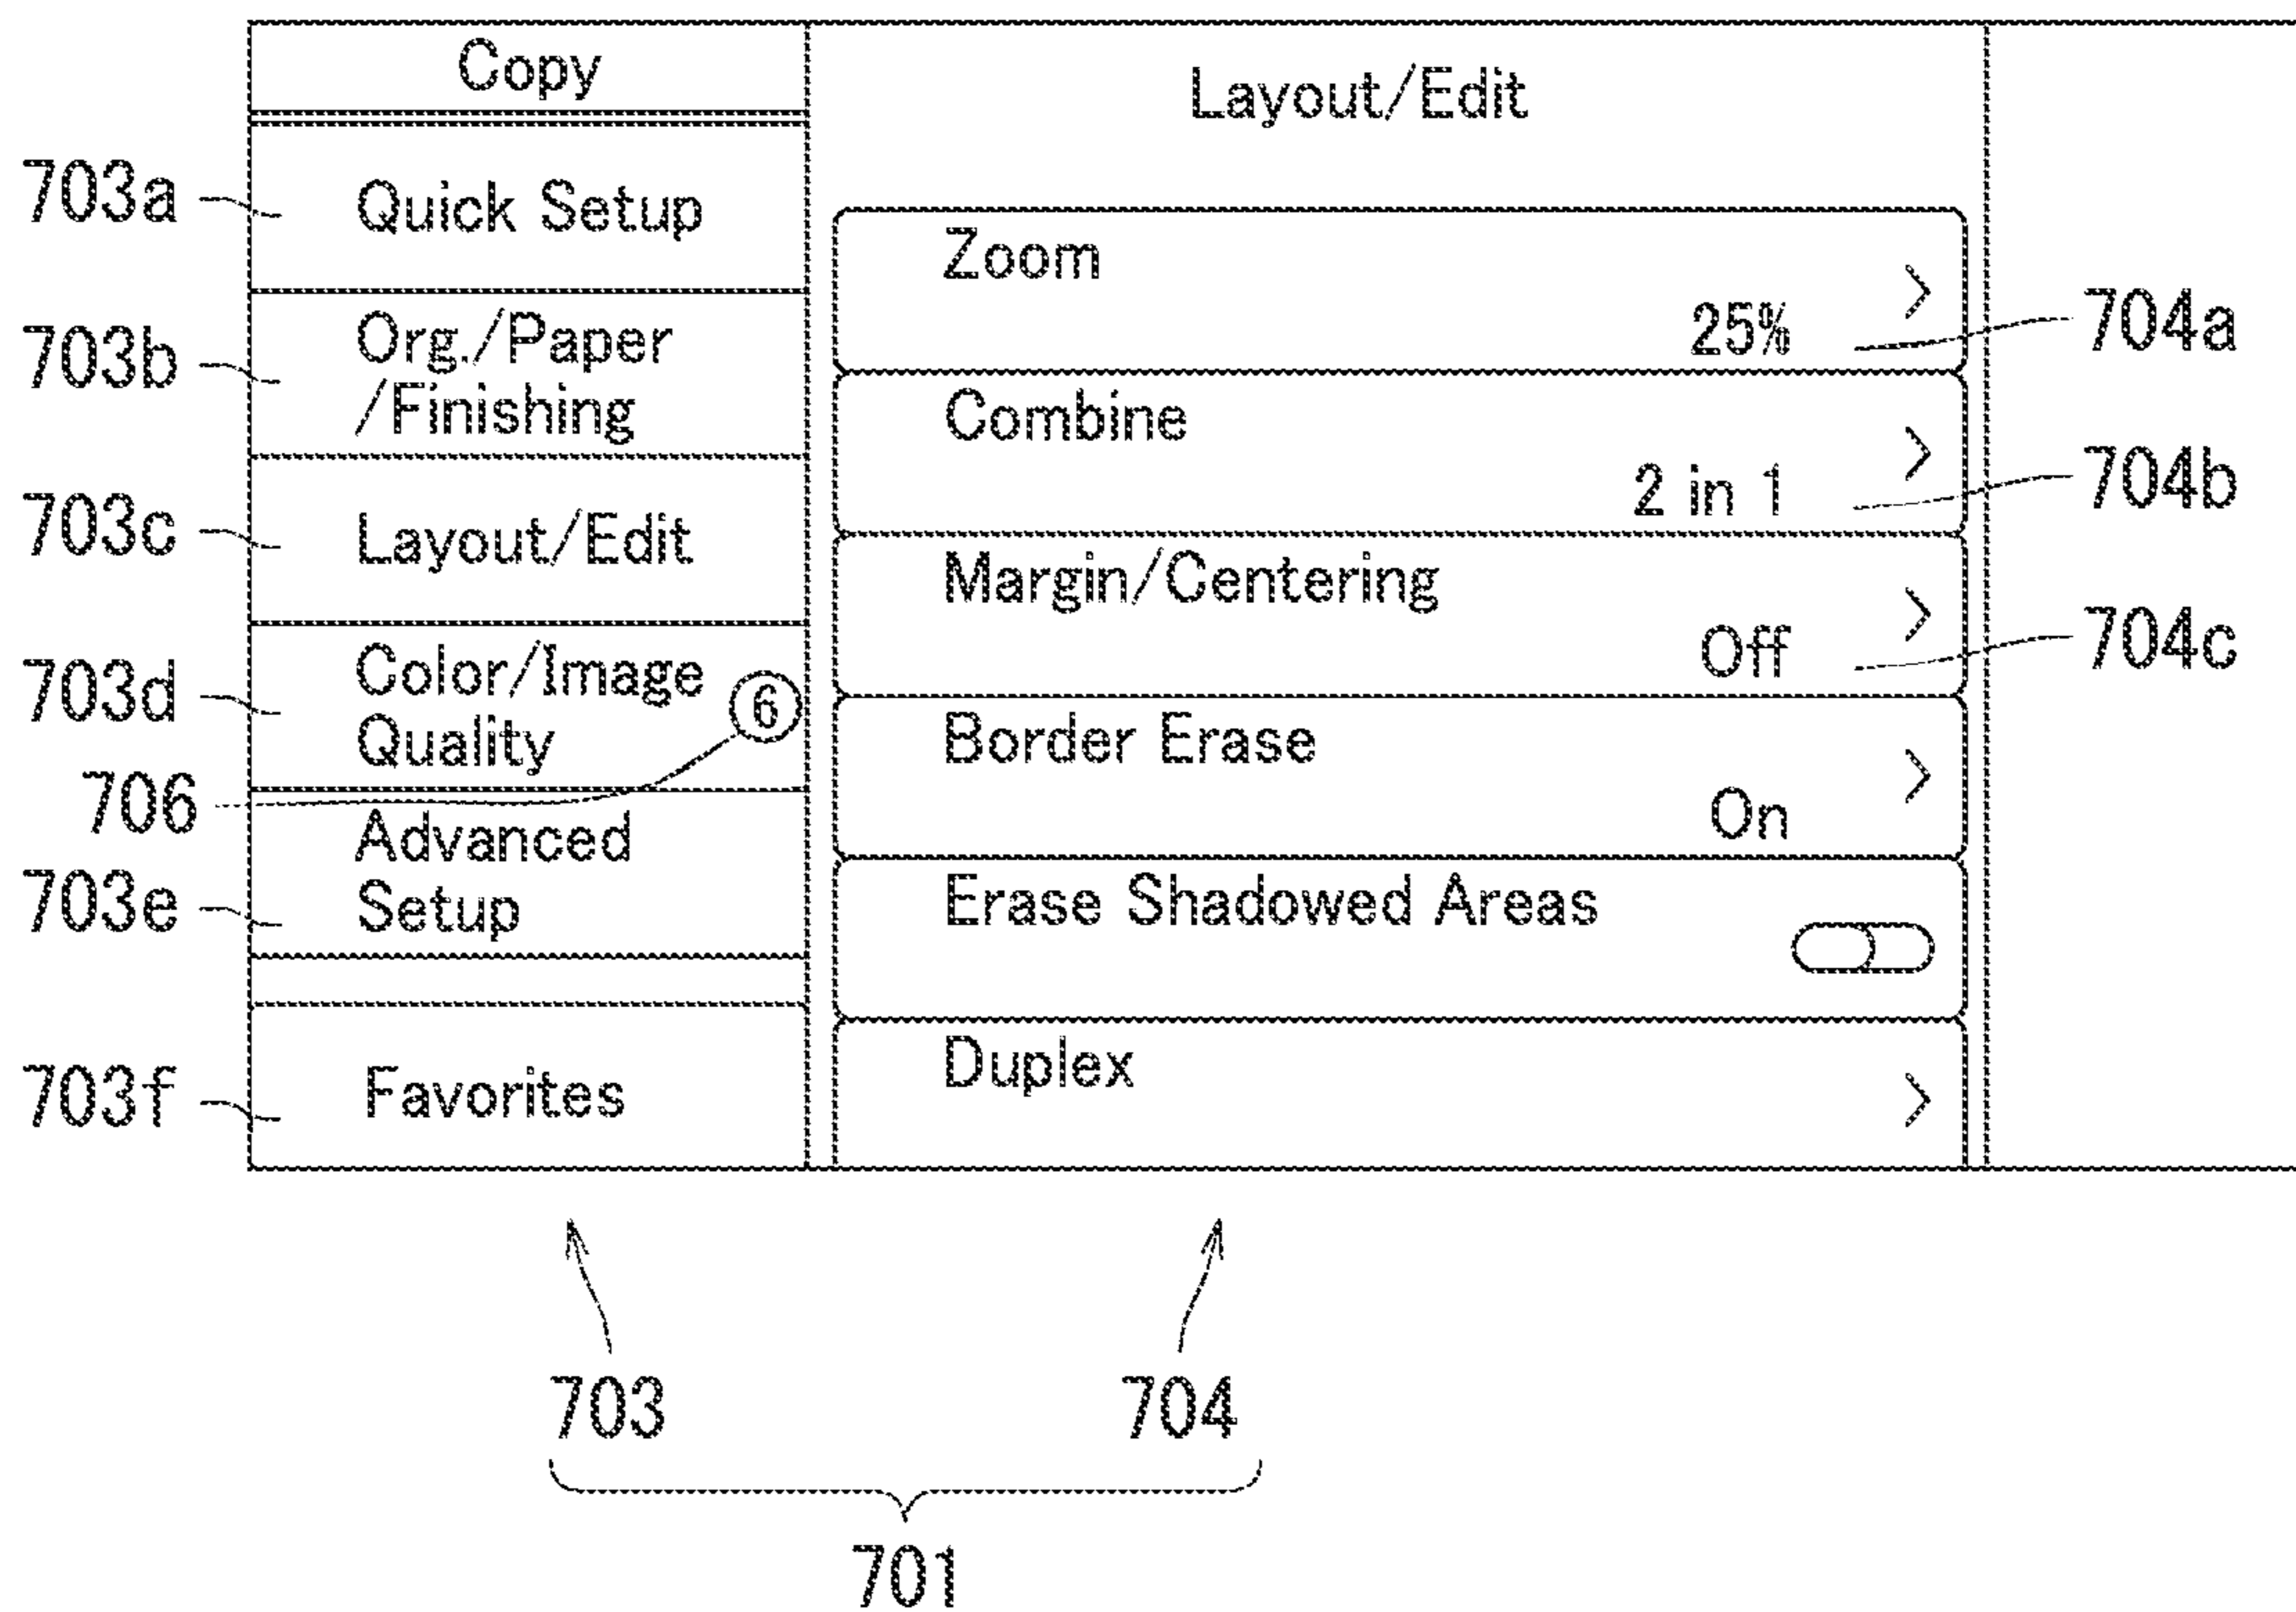 Copy
Layout/Edit
703a
Quick Setup
Zoom
25%
704a
703b
Org./Paper
/Finishing
Combine
2 in 1
704b
703c
Layout/Edit
Margin/Centering
Off
704c
703d
Color/Image
Quality
6
Border Erase
On
706
Advanced
Setup
703e
Erase Shadowed Areas
703f
Favorites
Duplex
703
704
701